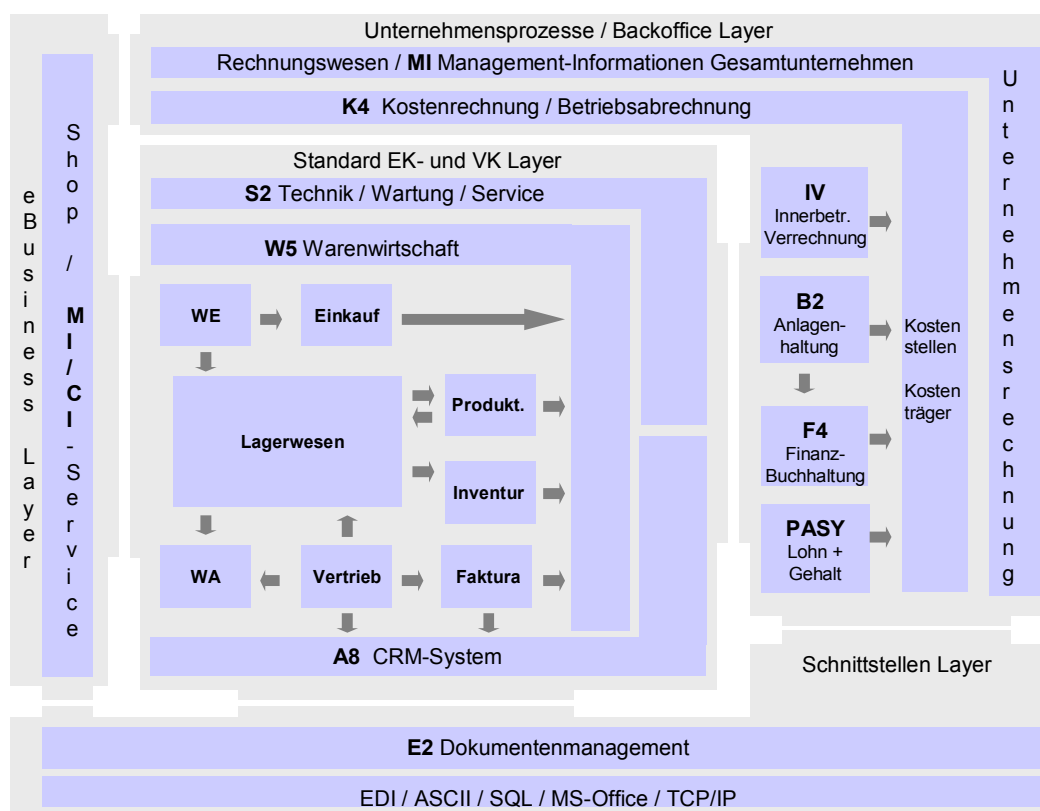 Unternehmensprozesse / Backoffice Layer
Rechnungswesen / MI Management-Informationen Gesamtunternehmen
K4 Kostenrechnung / Betriebsabrechnung
Unternehmensrechnung
eBusiness Layer
Shop / MI/CI-Service
Standard EK- und VK Layer
S2 Technik / Wartung / Service
W5 Warenwirtschaft
WE
Einkauf
Lagerwesen
Produkt.
Inventur
WA
Vertrieb
Faktura
A8 CRM-System
IV
Innerbetr.
Verrechnung
B2
Anlagen-
haltung
F4
Finanz-
Buchhaltung
PASY
Lohn +
Gehalt
Kosten
stellen
Kosten
träger
Schnittstellen Layer
E2 Dokumentenmanagement
EDI / ASCII / SQL / MS-Office / TCP/IP